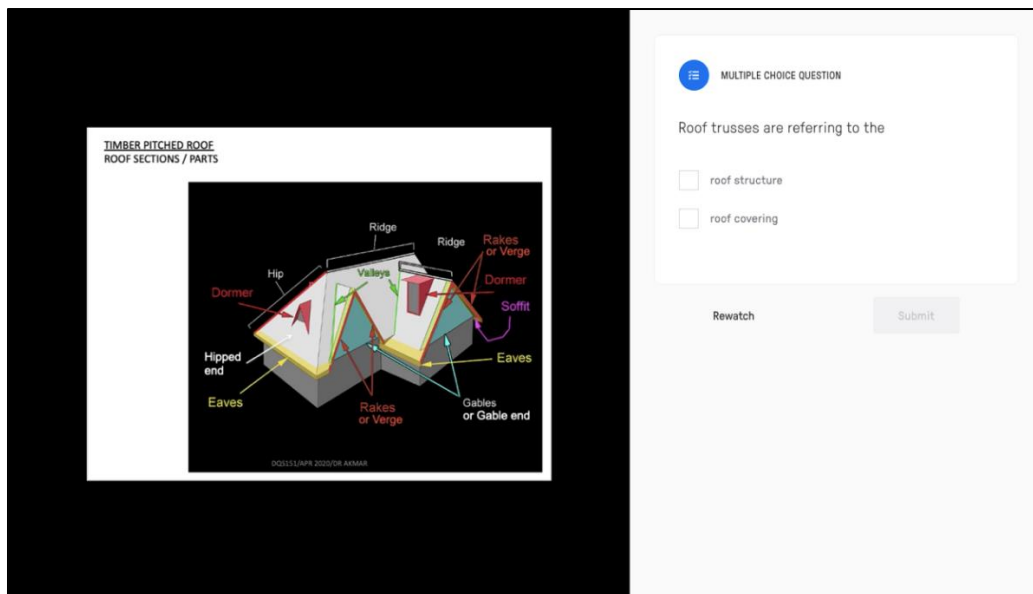 TIMBER PITCHED ROOF
ROOF SECTIONS / PARTS
Ridge
Ridge
Rakes
or Verge
Hip
Valleys
Dormer
Dormer
Soffit
Hipped
end
Eaves
Eaves
Rakes
or Verge
Gables
or Gable end
DQS151/APR 2020/DR AKMAR
MULTIPLE CHOICE QUESTION
Roof trusses are referring to the
roof structure
roof covering
Rewatch
Submit